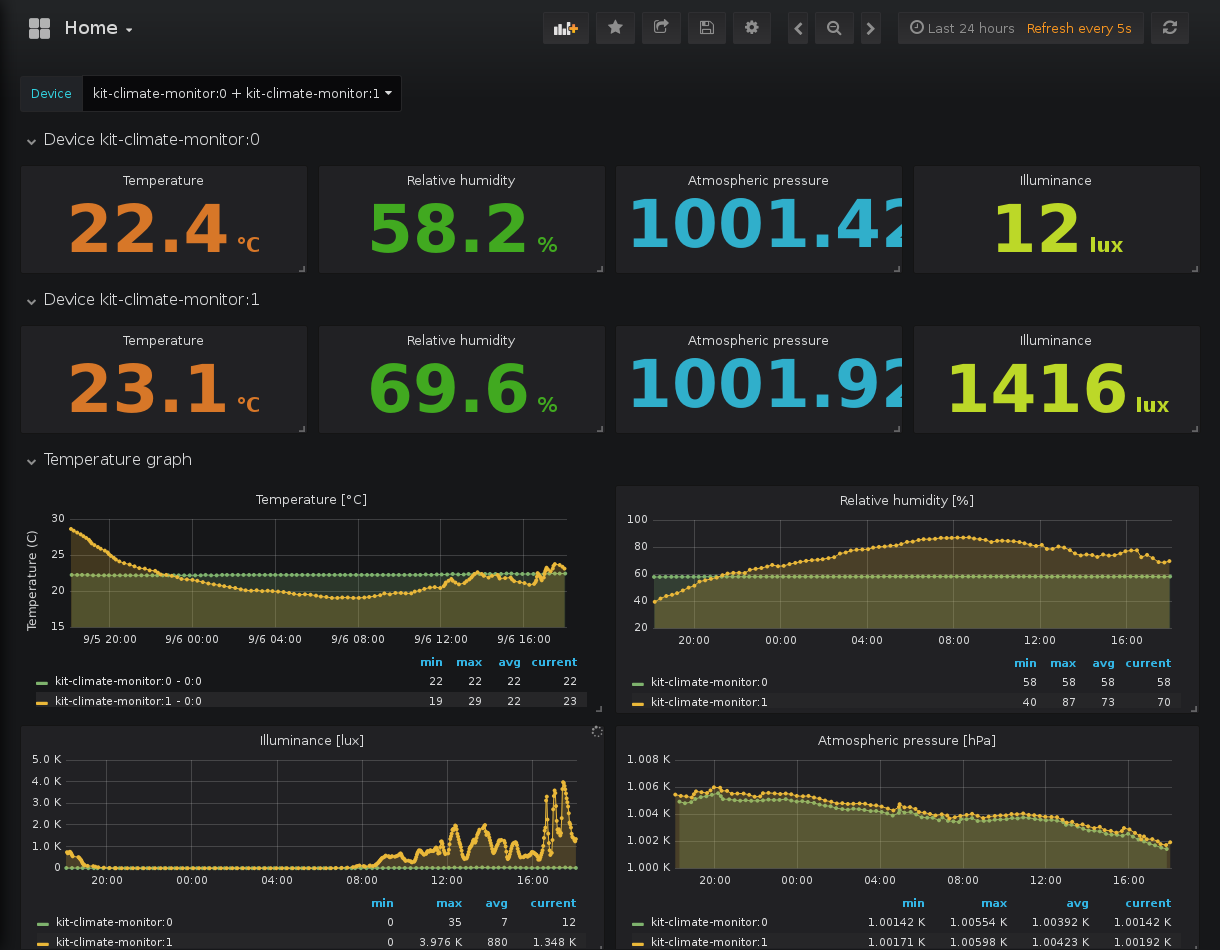 Home
Last 24 hours Refresh every 5s
Device kit-climate-monitor:0 + kit-climate-monitor:1
Device kit-climate-monitor:0
Temperature Relative humidity Atmospheric pressure Illuminance
22.4 °C 58.2 % 1001.42 12 lux
Device kit-climate-monitor:1
Temperature Relative humidity Atmospheric pressure Illuminance
23.1 °C 69.6 % 1001.92 1416 lux
Temperature graph
Temperature [°C]
Temperature (C)
30
25
20
15
9/5 20:00 9/6 00:00 9/6 04:00 9/6 08:00 9/6 12:00 9/6 16:00
min max avg current
kit-climate-monitor:0 - 0:0 22 22 22 22
kit-climate-monitor:1 - 0:0 19 29 22 23
Relative humidity [%]
100
80
60
40
20
20:00 00:00 04:00 08:00 12:00 16:00
min max avg current
kit-climate-monitor:0 58 58 58 58
kit-climate-monitor:1 40 87 73 70
Illuminance [lux]
5.0 K
4.0 K
3.0 K
2.0 K
1.0 K
0
20:00 00:00 04:00 08:00 12:00 16:00
min max avg current
kit-climate-monitor:0 0 35 7 12
kit-climate-monitor:1 0 3.976 K 880 1.348 K
Atmospheric pressure [hPa]
1.008 K
1.006 K
1.004 K
1.002 K
1.000 K
20:00 00:00 04:00 08:00 12:00 16:00
min max avg current
kit-climate-monitor:0 1.00142 K 1.00554 K 1.00392 K 1.00142 K
kit-climate-monitor:1 1.00171 K 1.00598 K 1.00423 K 1.00192 K